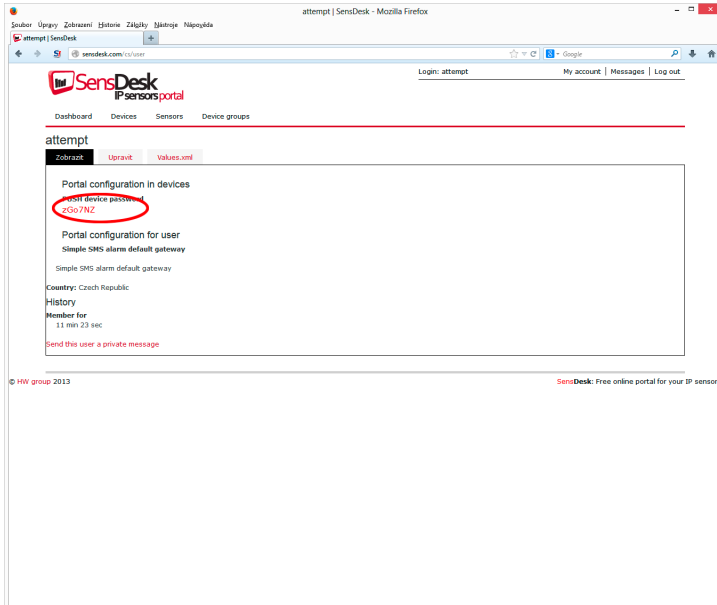 attempt | SensDesk - Mozilla Firefox
Soubor Úpravy Zobrazení Historie Záložky Nástroje Nápověda
attempt | SensDesk
sensdesk.com/cs/user
Google
SensDesk
IP sensors portal
Login: attempt
My account | Messages | Log out
Dashboard Devices Sensors Device groups
attempt
Zobrazit Upravit Values.xml
Portal configuration in devices
PUSH device password
zGo7NZ
Portal configuration for user
Simple SMS alarm default gateway
Simple SMS alarm default gateway
Country: Czech Republic
History
Member for
11 min 23 sec
Send this user a private message
© HW group 2013
SensDesk: Free online portal for your IP sensor